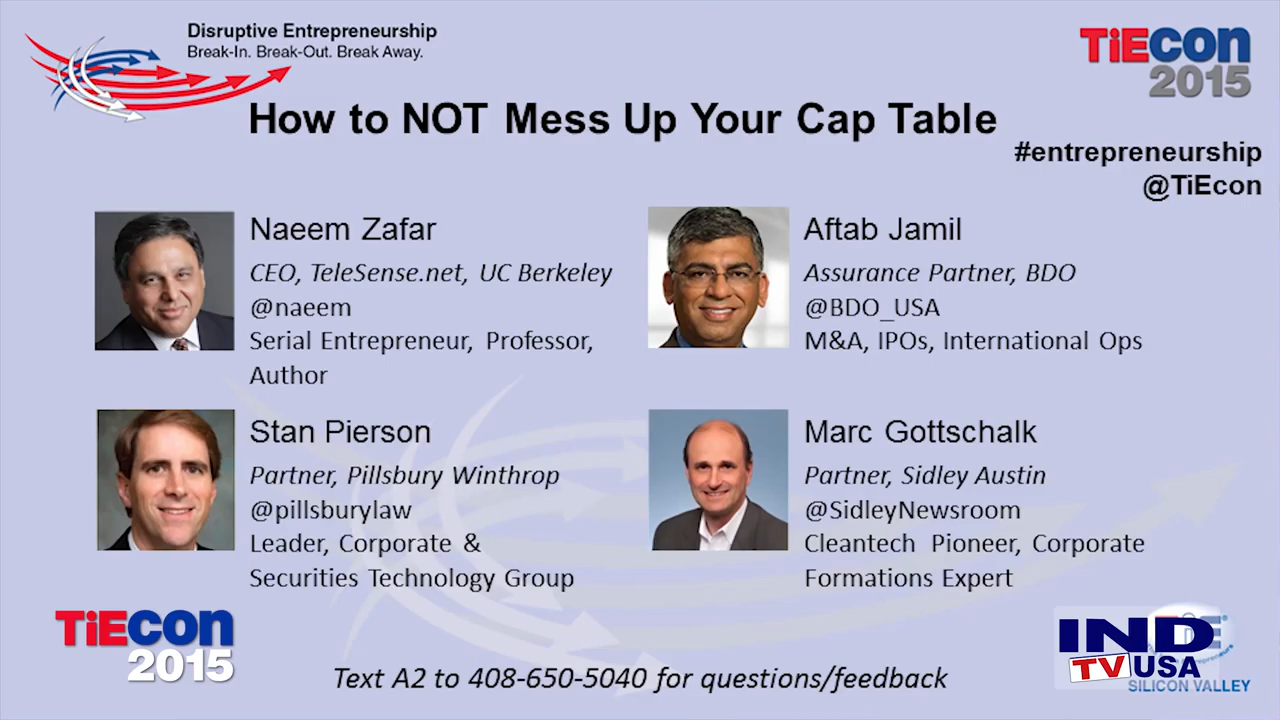 Disruptive Entrepreneurship
Break-In. Break-Out. Break Away.
TiEcon
2015
How to NOT Mess Up Your Cap Table
#entrepreneurship
@TiEcon
Naeem Zafar
CEO, TeleSense.net, UC Berkeley
@naeem
Serial Entrepreneur, Professor,
Author
Aftab Jamil
Assurance Partner, BDO
@BDO_USA
M&A, IPOs, International Ops
Stan Pierson
Partner, Pillsbury Winthrop
@pillsburylaw
Leader, Corporate &
Securities Technology Group
Marc Gottschalk
Partner, Sidley Austin
@SidleyNewsroom
Cleantech Pioneer, Corporate
Formations Expert
TiEcon
2015
Text A2 to 408-650-5040 for questions/feedback
IND
TV USA
SILICON VALLEY